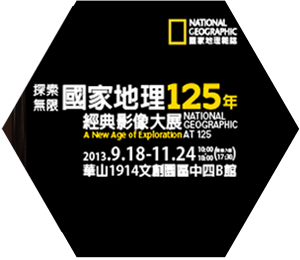 NATIONAL
GEOGRAPHIC
國家地理雜誌
探索
無限
國家地理125年
經典影像大展
NATIONAL
GEOGRAPHIC
A New Age of Exploration AT 125
2013.9.18-11.24 10:00
18:00 (17:30)
華山1914文創園區中四B館